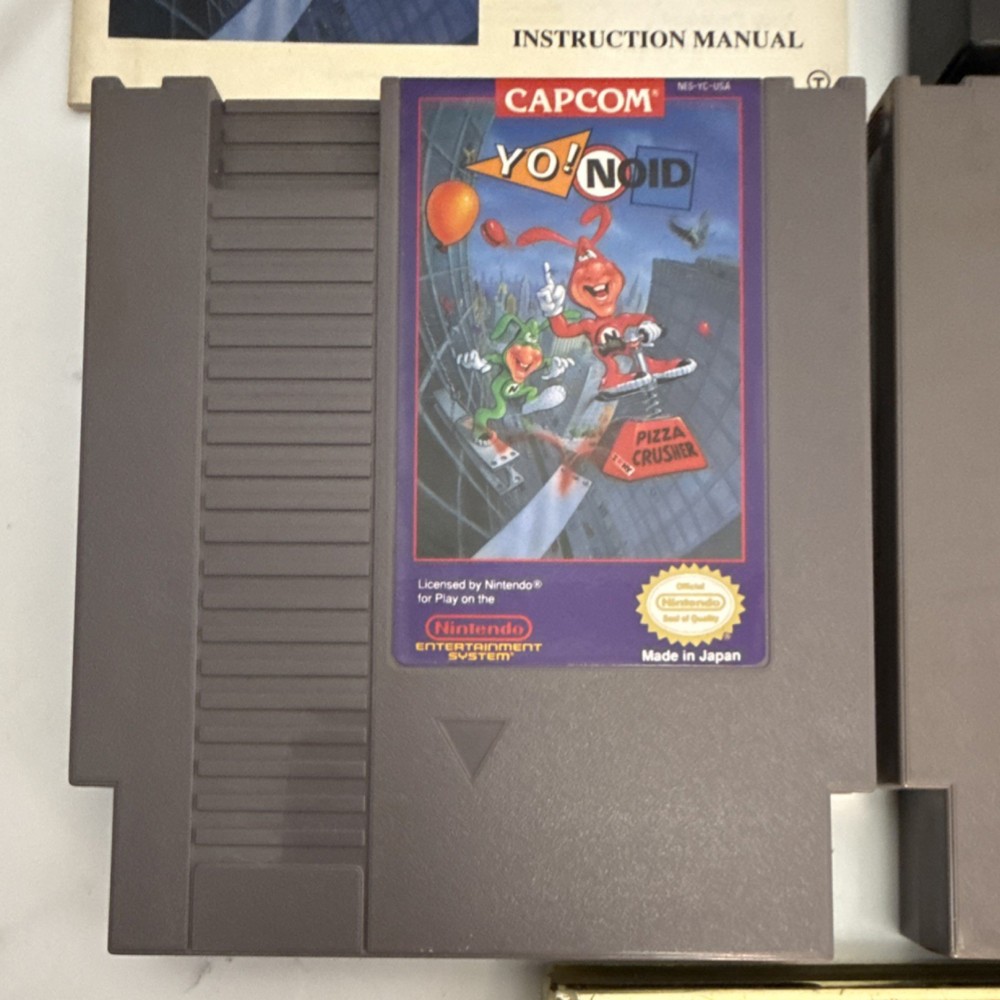 INSTRUCTION MANUAL
T
CAPCOM®
NES-YC-USA
YO! NOID
N
N
PIZZA
CRUSHER
Licensed by Nintendo®
for Play on the
Nintendo
ENTERTAINMENT
SYSTEM
Official
Nintendo
Seal of Quality
Made in Japan